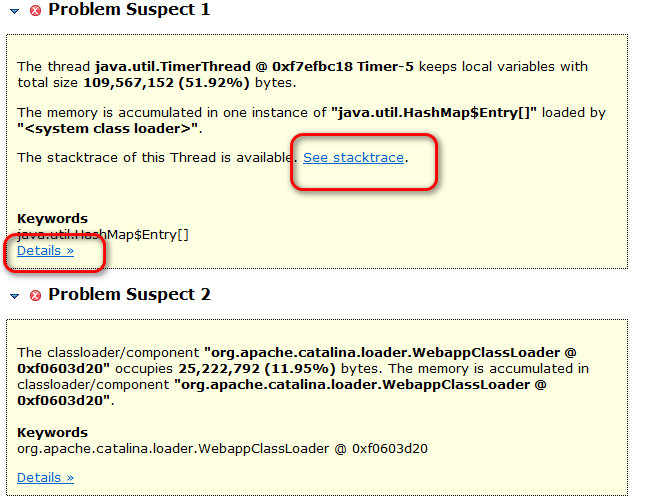 Problem Suspect 1
The thread java.util.TimerThread @ 0xf7efbc18 Timer-5 keeps local variables with
total size 109,567,152 (51.92%) bytes.
The memory is accumulated in one instance of "java.util.HashMap$Entry[]" loaded by
"<system class loader>".
The stacktrace of this Thread is available. See stacktrace.
Keywords
java.util.HashMap$Entry[]
Details »
Problem Suspect 2
The classloader/component "org.apache.catalina.loader.WebappClassLoader @
0xf0603d20" occupies 25,222,792 (11.95%) bytes. The memory is accumulated in
classloader/component "org.apache.catalina.loader.WebappClassLoader @
0xf0603d20".
Keywords
org.apache.catalina.loader.WebappClassLoader @ 0xf0603d20
Details »